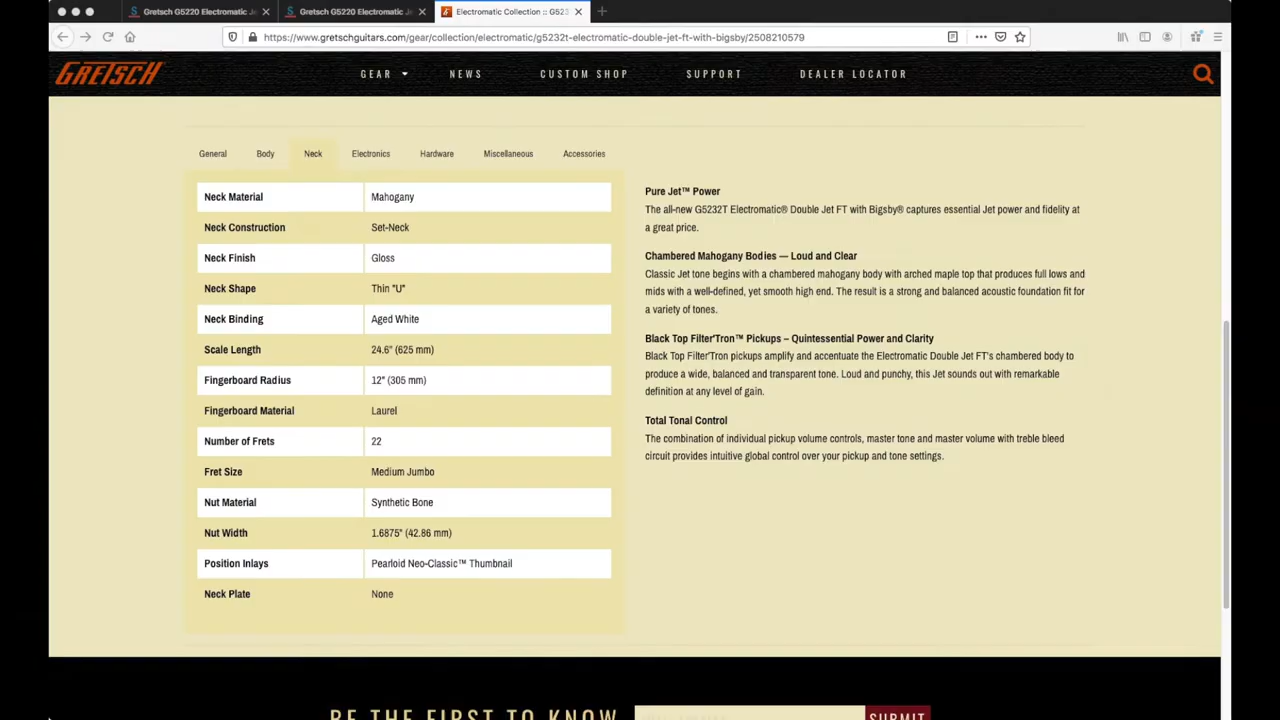 Gretsch G5220 Electromatic J
Gretsch G5220 Electromatic J
Electromatic Collection :: G523
https://www.gretschguitars.com/gear/collection/electromatic/g5232t-electromatic-double-jet-ft-with-bigsby/2508210579
GRETSCH
GEAR
NEWS
CUSTOM SHOP
SUPPORT
DEALER LOCATOR
General
Body
Neck
Electronics
Hardware
Miscellaneous
Accessories
Neck Material Mahogany
Neck Construction Set-Neck
Neck Finish Gloss
Neck Shape Thin "U"
Neck Binding Aged White
Scale Length 24.6" (625 mm)
Fingerboard Radius 12" (305 mm)
Fingerboard Material Laurel
Number of Frets 22
Fret Size Medium Jumbo
Nut Material Synthetic Bone
Nut Width 1.6875" (42.86 mm)
Position Inlays Pearloid Neo-Classic™ Thumbnail
Neck Plate None
Pure Jet™ Power
The all-new G5232T Electromatic® Double Jet FT with Bigsby® captures essential Jet power and fidelity at
a great price.
Chambered Mahogany Bodies — Loud and Clear
Classic Jet tone begins with a chambered mahogany body with arched maple top that produces full lows and
mids with a well-defined, yet smooth high end. The result is a strong and balanced acoustic foundation fit for
a variety of tones.
Black Top Filter'Tron™ Pickups – Quintessential Power and Clarity
Black Top Filter'Tron pickups amplify and accentuate the Electromatic Double Jet FT's chambered body to
produce a wide, balanced and transparent tone. Loud and punchy, this Jet sounds out with remarkable
definition at any level of gain.
Total Tonal Control
The combination of individual pickup volume controls, master tone and master volume with treble bleed
circuit provides intuitive global control over your pickup and tone settings.
BE THE FIRST TO KNOW
SUBMIT